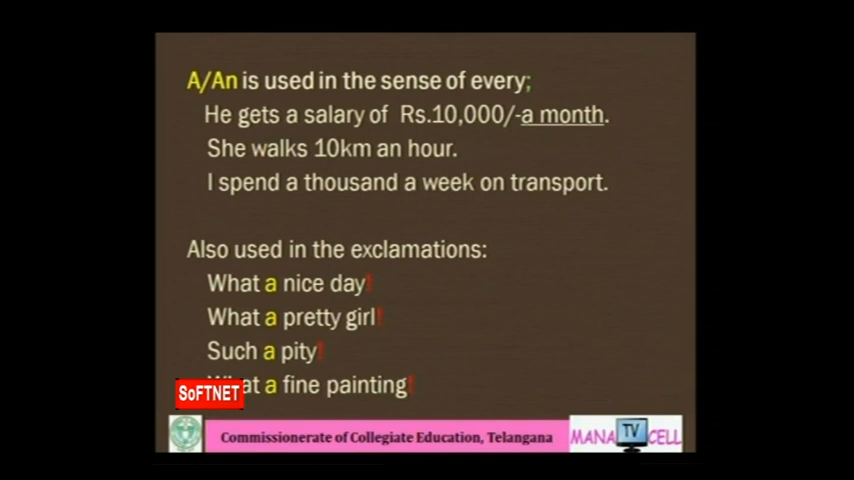 A/An is used in the sense of every;
He gets a salary of Rs.10,000/-a month.
She walks 10km an hour.
I spend a thousand a week on transport.
Also used in the exclamations:
What a nice day!
What a pretty girl!
Such a pity!
at a fine painting!
SoFTNET
Commissionerate of Collegiate Education, Telangana
MANA TV CELL